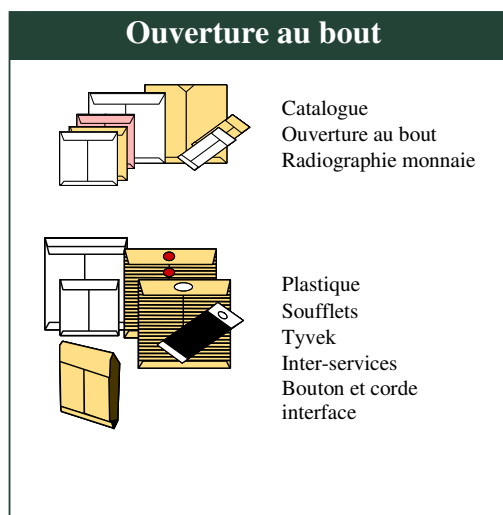 Ouverture au bout
Catalogue
Ouverture au bout
Radiographie monnaie
Plastique
Soufflets
Tyvek
Inter-services
Bouton et corde
interface